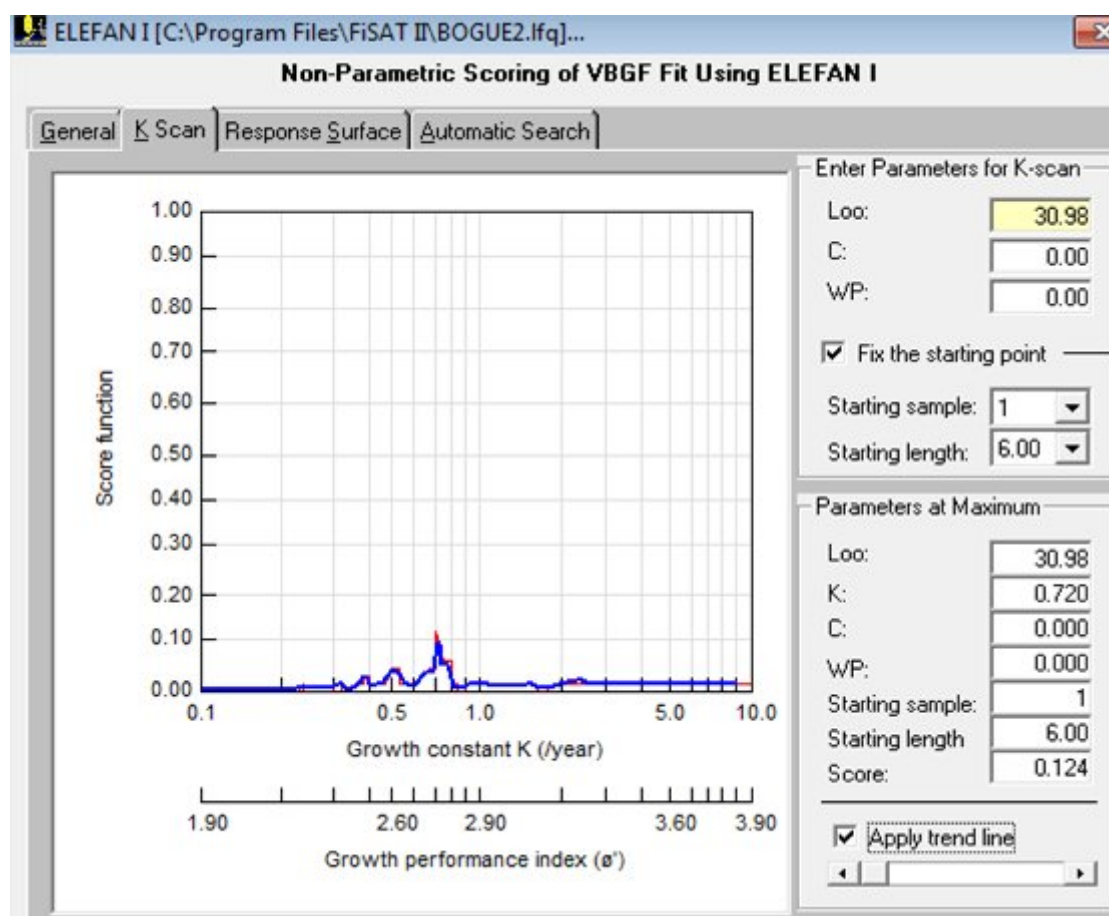 ELEFAN I [C:\Program Files\FiSAT II\BOGUE2.lfq]...
Non-Parametric Scoring of VBGF Fit Using ELEFAN I
General K Scan Response Surface Automatic Search
Score function
1.00
0.90
0.80
0.70
0.60
0.50
0.40
0.30
0.20
0.10
0.00
0.1 0.5 1.0 5.0 10.0
Growth constant K (/year)
1.90 2.60 2.90 3.60 3.90
Growth performance index (ø')
Enter Parameters for K-scan
Loo: 30.98
C: 0.00
WP: 0.00
Fix the starting point
Starting sample: 1
Starting length: 6.00
Parameters at Maximum
Loo: 30.98
K: 0.720
C: 0.000
WP: 0.000
Starting sample: 1
Starting length 6.00
Score: 0.124
Apply trend line